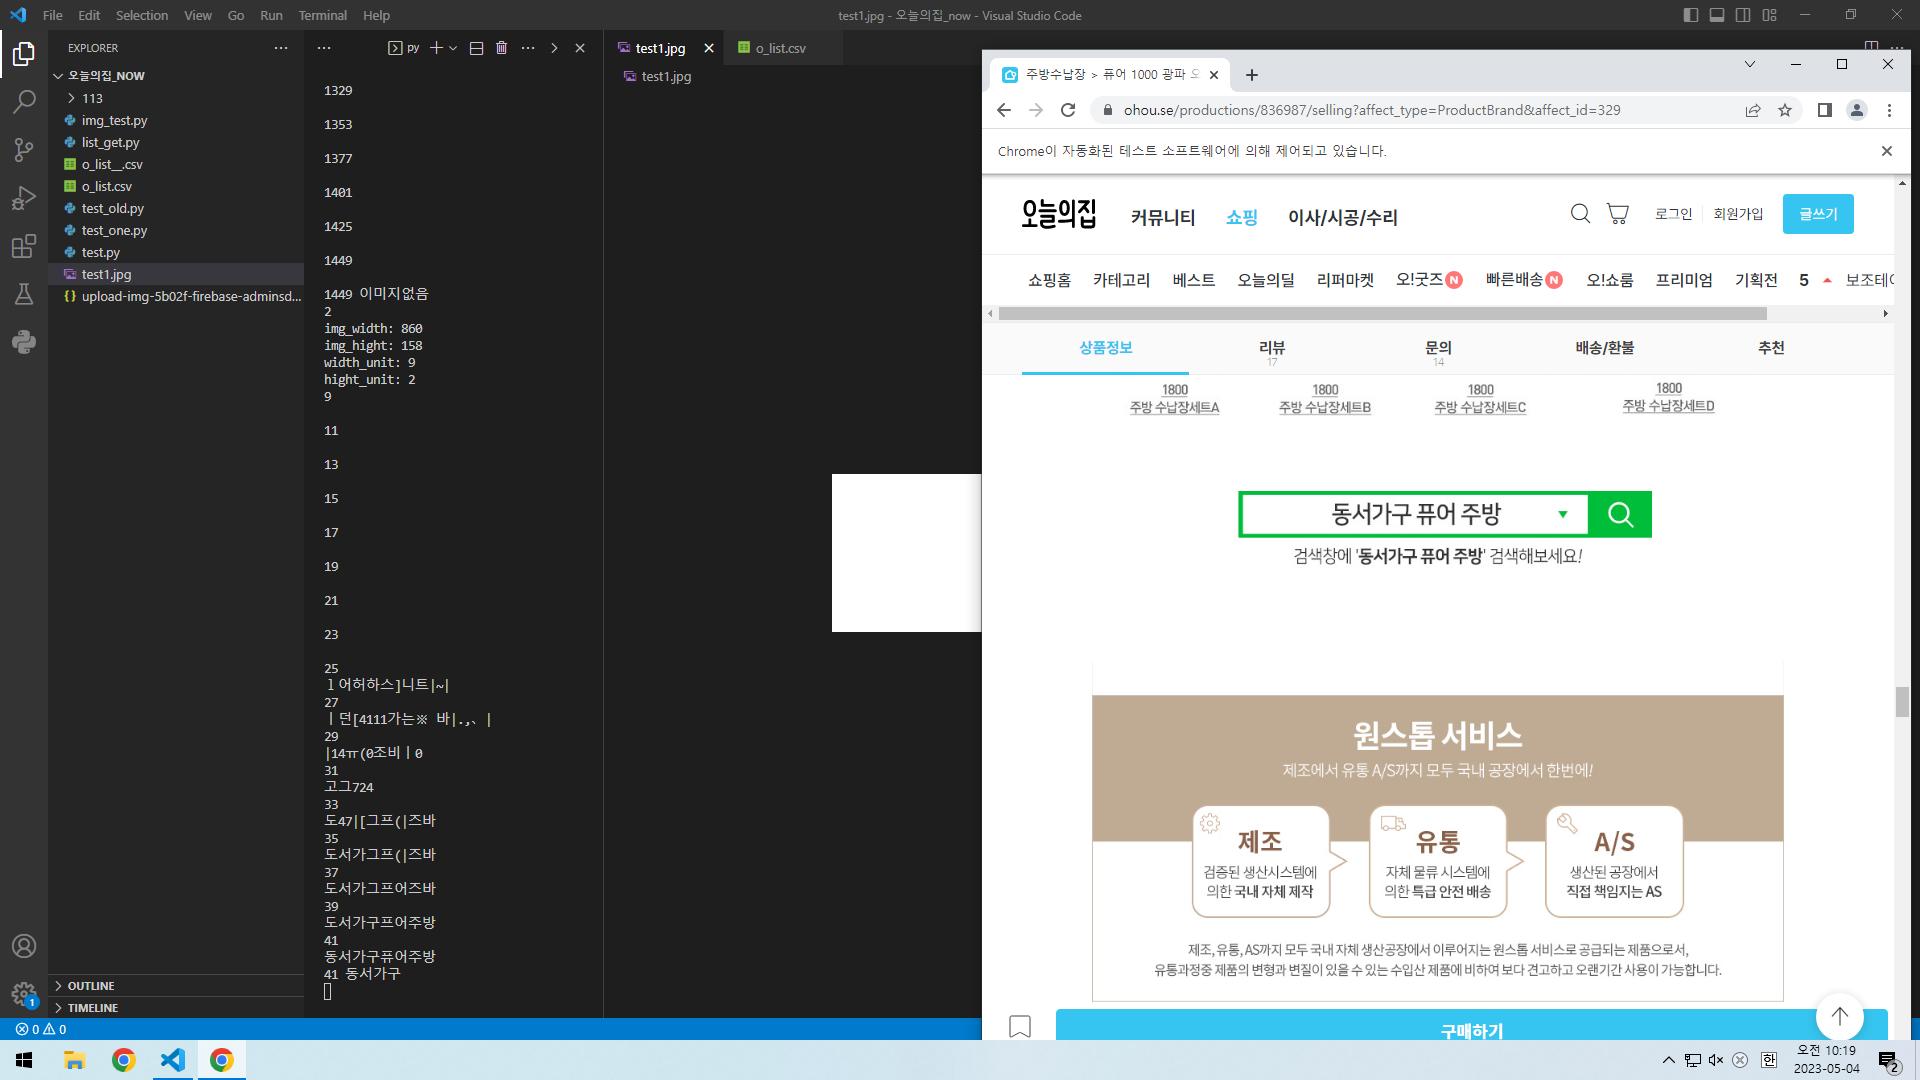 File Edit Selection View Go Run Terminal Help
test1.jpg - 오늘의집_now - Visual Studio Code
EXPLORER
오늘의집_NOW
113
img_test.py
list_get.py
o_list__.csv
o_list.csv
test_old.py
test_one.py
test.py
test1.jpg
upload-img-5b02f-firebase-adminsd...
OUTLINE
TIMELINE
0 0
py
1329
1353
1377
1401
1425
1449
1449 이미지없음
2
img_width: 860
img_hight: 158
width_unit: 9
hight_unit: 2
9
11
13
15
17
19
21
23
25
l 어허하스]니트|~|
27
ㅣ던[4111가는※ 바|.,、|
29
|14ㅠ(0조비ㅣ0
31
고그724
33
도47|[그프(|즈바
35
도서가그프(|즈바
37
도서가그프어즈바
39
도서가구프어주방
41
동서가구퓨어주방
41 동서가구
test1.jpg o_list.csv
test1.jpg
주방수납장 > 퓨어 1000 광파 오
ohou.se/productions/836987/selling?affect_type=ProductBrand&affect_id=329
Chrome이 자동화된 테스트 소프트웨어에 의해 제어되고 있습니다.
오늘의집 커뮤니티 쇼핑 이사/시공/수리 로그인 회원가입 글쓰기
쇼핑홈 카테고리 베스트 오늘의딜 리퍼마켓 오!굿즈 N 빠른배송 N 오!쇼룸 프리미엄 기획전 5 보조테이
상품정보 리뷰 17 문의 14 배송/환불 추천
1800 1800 1800 1800
주방 수납장세트A 주방 수납장세트B 주방 수납장세트C 주방 수납장세트D
동서가구 퓨어 주방
검색창에 '동서가구 퓨어 주방' 검색해보세요!
원스톱 서비스
제조에서 유통 A/S까지 모두 국내 공장에서 한번에!
제조
검증된 생산시스템에
의한 국내 자체 제작
유통
자체 물류 시스템에
의한 특급 안전 배송
A/S
생산된 공장에서
직접 책임지는 AS
제조, 유통, AS까지 모두 국내 자체 생산공장에서 이루어지는 원스톱 서비스로 공급되는 제품으로서,
유통과정중 제품의 변형과 변질이 있을 수 있는 수입산 제품에 비하여 보다 견고하고 오랜기간 사용이 가능합니다.
구매하기
1
한
오전 10:19
2023-05-04
2